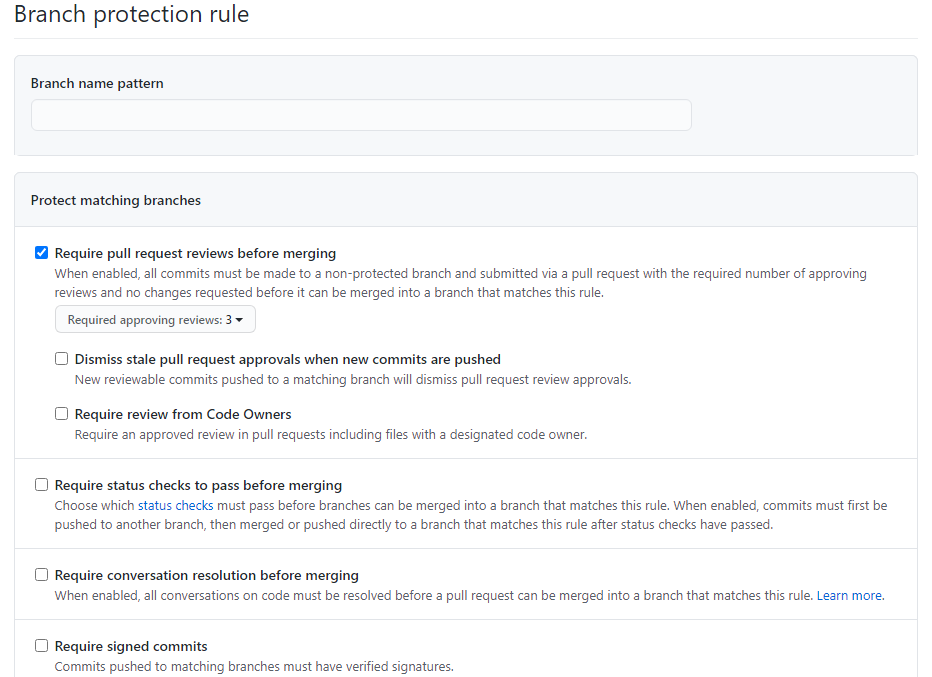 Branch protection rule
Branch name pattern
Protect matching branches
Require pull request reviews before merging
When enabled, all commits must be made to a non-protected branch and submitted via a pull request with the required number of approving
reviews and no changes requested before it can be merged into a branch that matches this rule.
Required approving reviews: 3
Dismiss stale pull request approvals when new commits are pushed
New reviewable commits pushed to a matching branch will dismiss pull request review approvals.
Require review from Code Owners
Require an approved review in pull requests including files with a designated code owner.
Require status checks to pass before merging
Choose which status checks must pass before branches can be merged into a branch that matches this rule. When enabled, commits must first be
pushed to another branch, then merged or pushed directly to a branch that matches this rule after status checks have passed.
Require conversation resolution before merging
When enabled, all conversations on code must be resolved before a pull request can be merged into a branch that matches this rule. Learn more.
Require signed commits
Commits pushed to matching branches must have verified signatures.